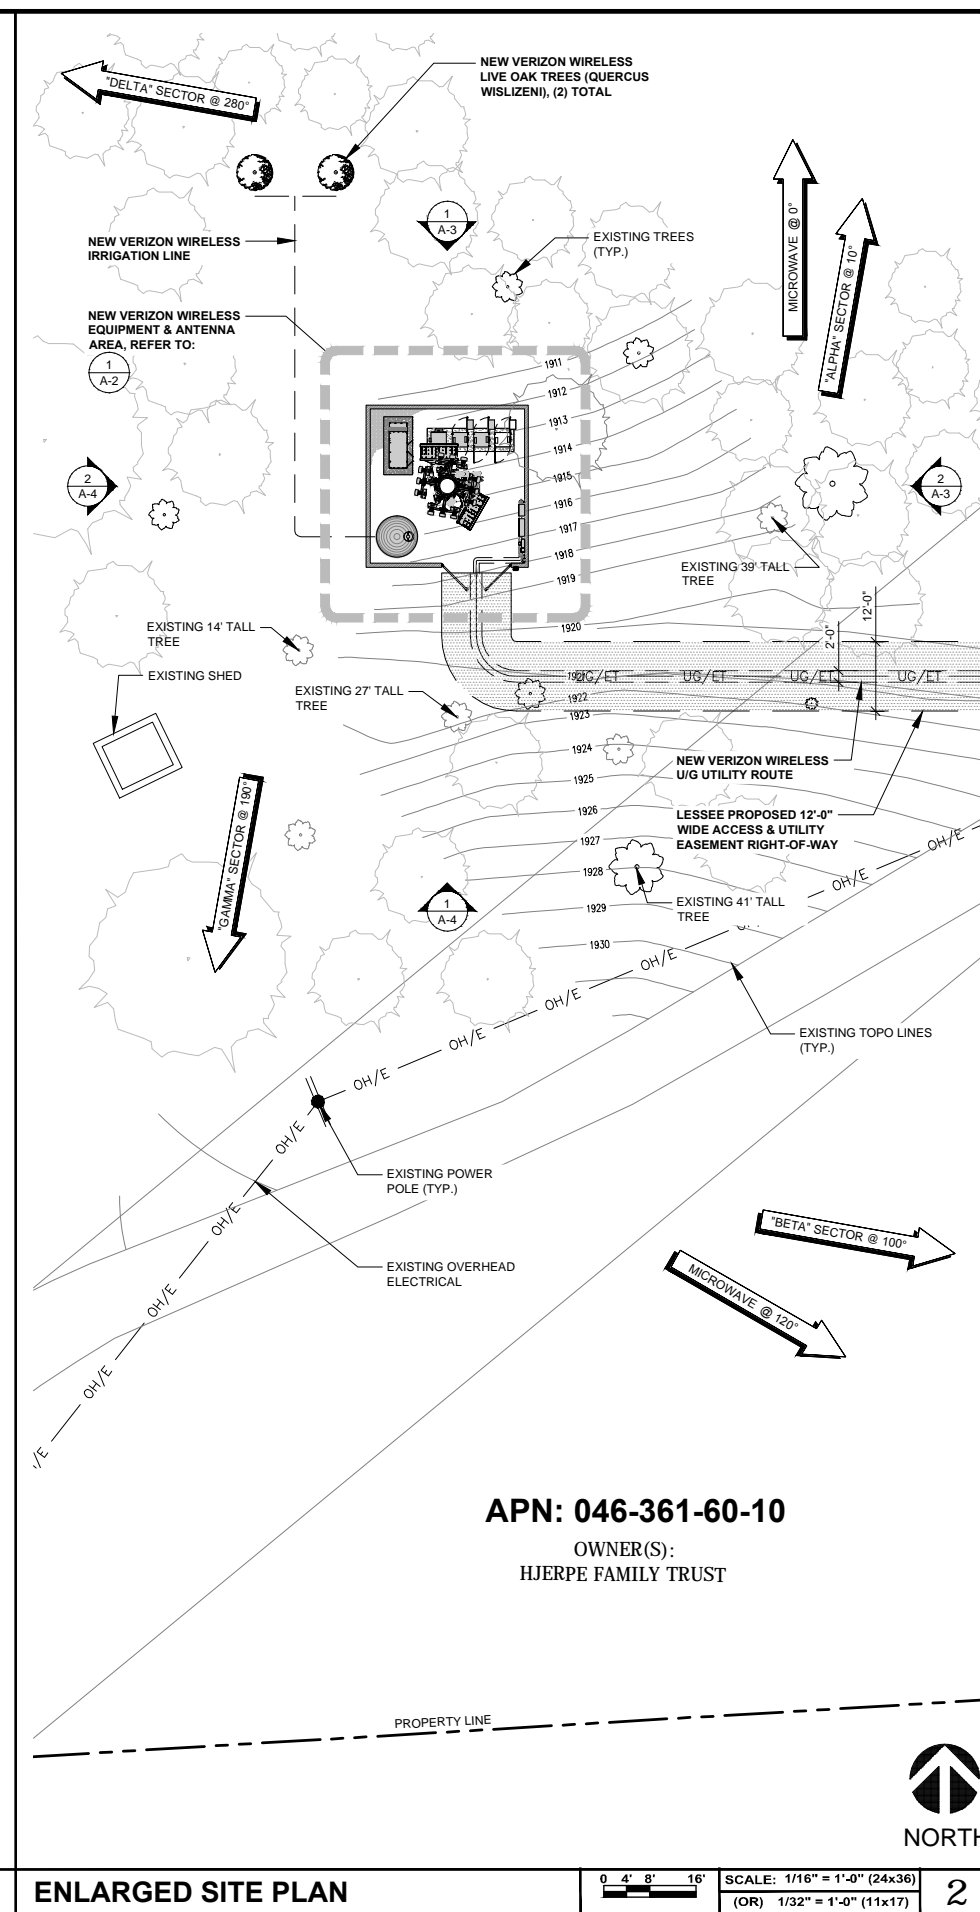 "DELTA" SECTOR @ 280°
NEW VERIZON WIRELESS
LIVE OAK TREES (QUERCUS
WISLIZENI), (2) TOTAL
1
A-3
MICROWAVE @ 0°
"ALPHA" SECTOR @ 10°
NEW VERIZON WIRELESS
IRRIGATION LINE
EXISTING TREES
(TYP.)
NEW VERIZON WIRELESS
EQUIPMENT & ANTENNA
AREA, REFER TO:
1
A-2
1911
1912
1913
1914
1915
1916
1917
1918
1919
1920
1921
1922
1923
1924
1925
1926
1927
1928
1929
1930
2
A-4
2
A-3
EXISTING 39' TALL
TREE
12'-0"
2'-0"
EXISTING 14' TALL
TREE
EXISTING SHED
EXISTING 27' TALL
TREE
UG/ET
UG/ET
UG/ET
UG/ET
NEW VERIZON WIRELESS
U/G UTILITY ROUTE
LESSEE PROPOSED 12'-0"
WIDE ACCESS & UTILITY
EASEMENT RIGHT-OF-WAY
"GAMMA" SECTOR @ 190°
1
A-4
EXISTING 41' TALL
TREE
OH/E
OH/E
OH/E
OH/E
OH/E
OH/E
EXISTING TOPO LINES
(TYP.)
OH/E
OH/E
OH/E
OH/E
EXISTING POWER
POLE (TYP.)
EXISTING OVERHEAD
ELECTRICAL
"BETA" SECTOR @ 100°
MICROWAVE @ 120°
APN: 046-361-60-10
OWNER(S):
HJERPE FAMILY TRUST
PROPERTY LINE
NORTH
ENLARGED SITE PLAN
0 4' 8' 16'
SCALE: 1/16" = 1'-0" (24x36)
(OR) 1/32" = 1'-0" (11x17)
2